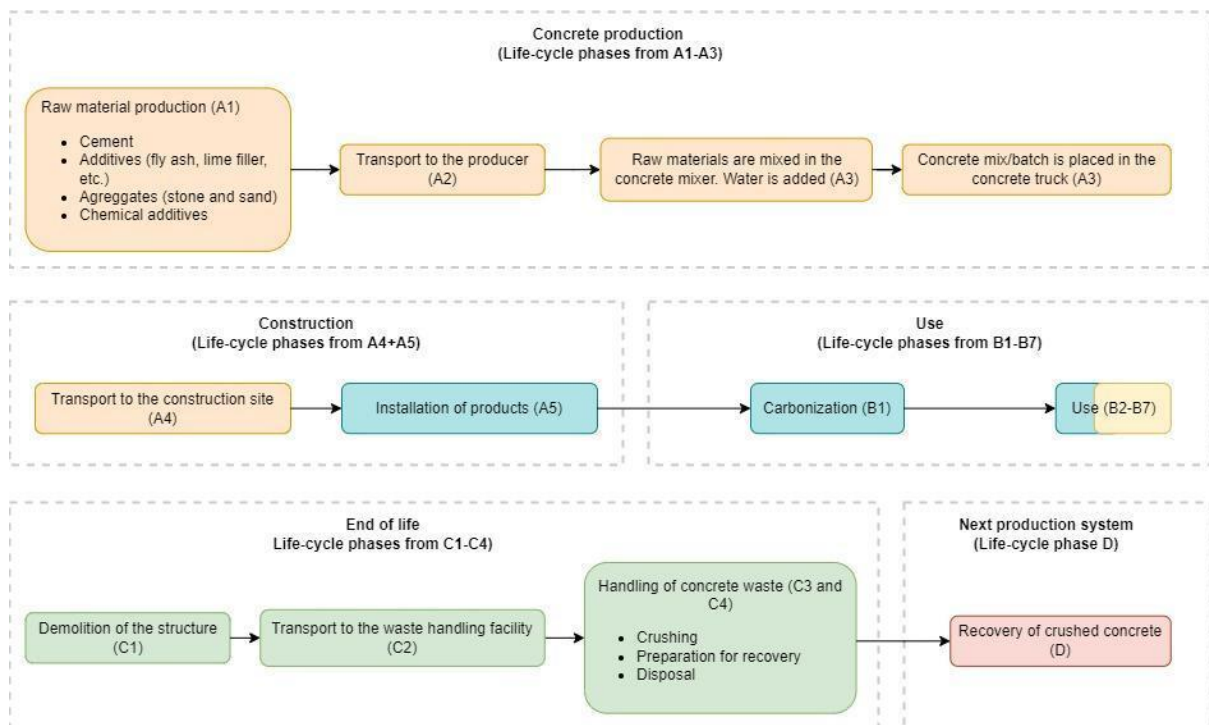 Concrete production
(Life-cycle phases from A1-A3)
Raw material production (A1)
• Cement
• Additives (fly ash, lime filler,
etc.)
• Agreggates (stone and sand)
• Chemical additives
Transport to the producer
(A2)
Raw materials are mixed in the
concrete mixer. Water is added (A3)
Concrete mix/batch is placed in the
concrete truck (A3)
Construction
(Life-cycle phases from A4+A5)
Transport to the construction site
(A4)
Installation of products (A5)
Use
(Life-cycle phases from B1-B7)
Carbonization (B1)
Use (B2-B7)
End of life
Life-cycle phases from C1-C4)
Demolition of the structure
(C1)
Transport to the waste handling facility
(C2)
Handling of concrete waste (C3 and
C4)
• Crushing
• Preparation for recovery
• Disposal
Next production system
(Life-cycle phase D)
Recovery of crushed concrete
(D)